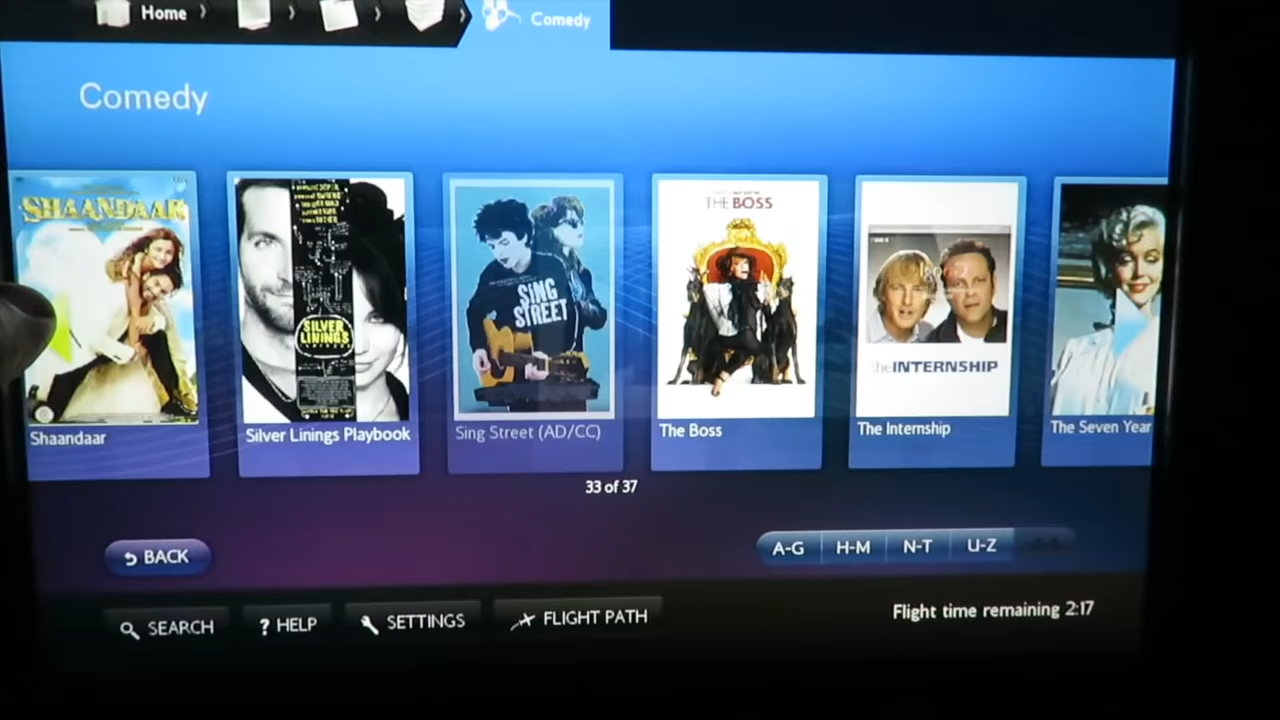 Home
Comedy
Comedy
SHAANDAAR
SILVER
LININGS
SING
STREET
THE BOSS
theINTERNSHIP
Shaandaar
Silver Linings Playbook
Sing Street (AD/CC)
The Boss
The Internship
The Seven Year
33 of 37
BACK
A-G
H-M
N-T
U-Z
SEARCH
? HELP
SETTINGS
FLIGHT PATH
Flight time remaining 2:17